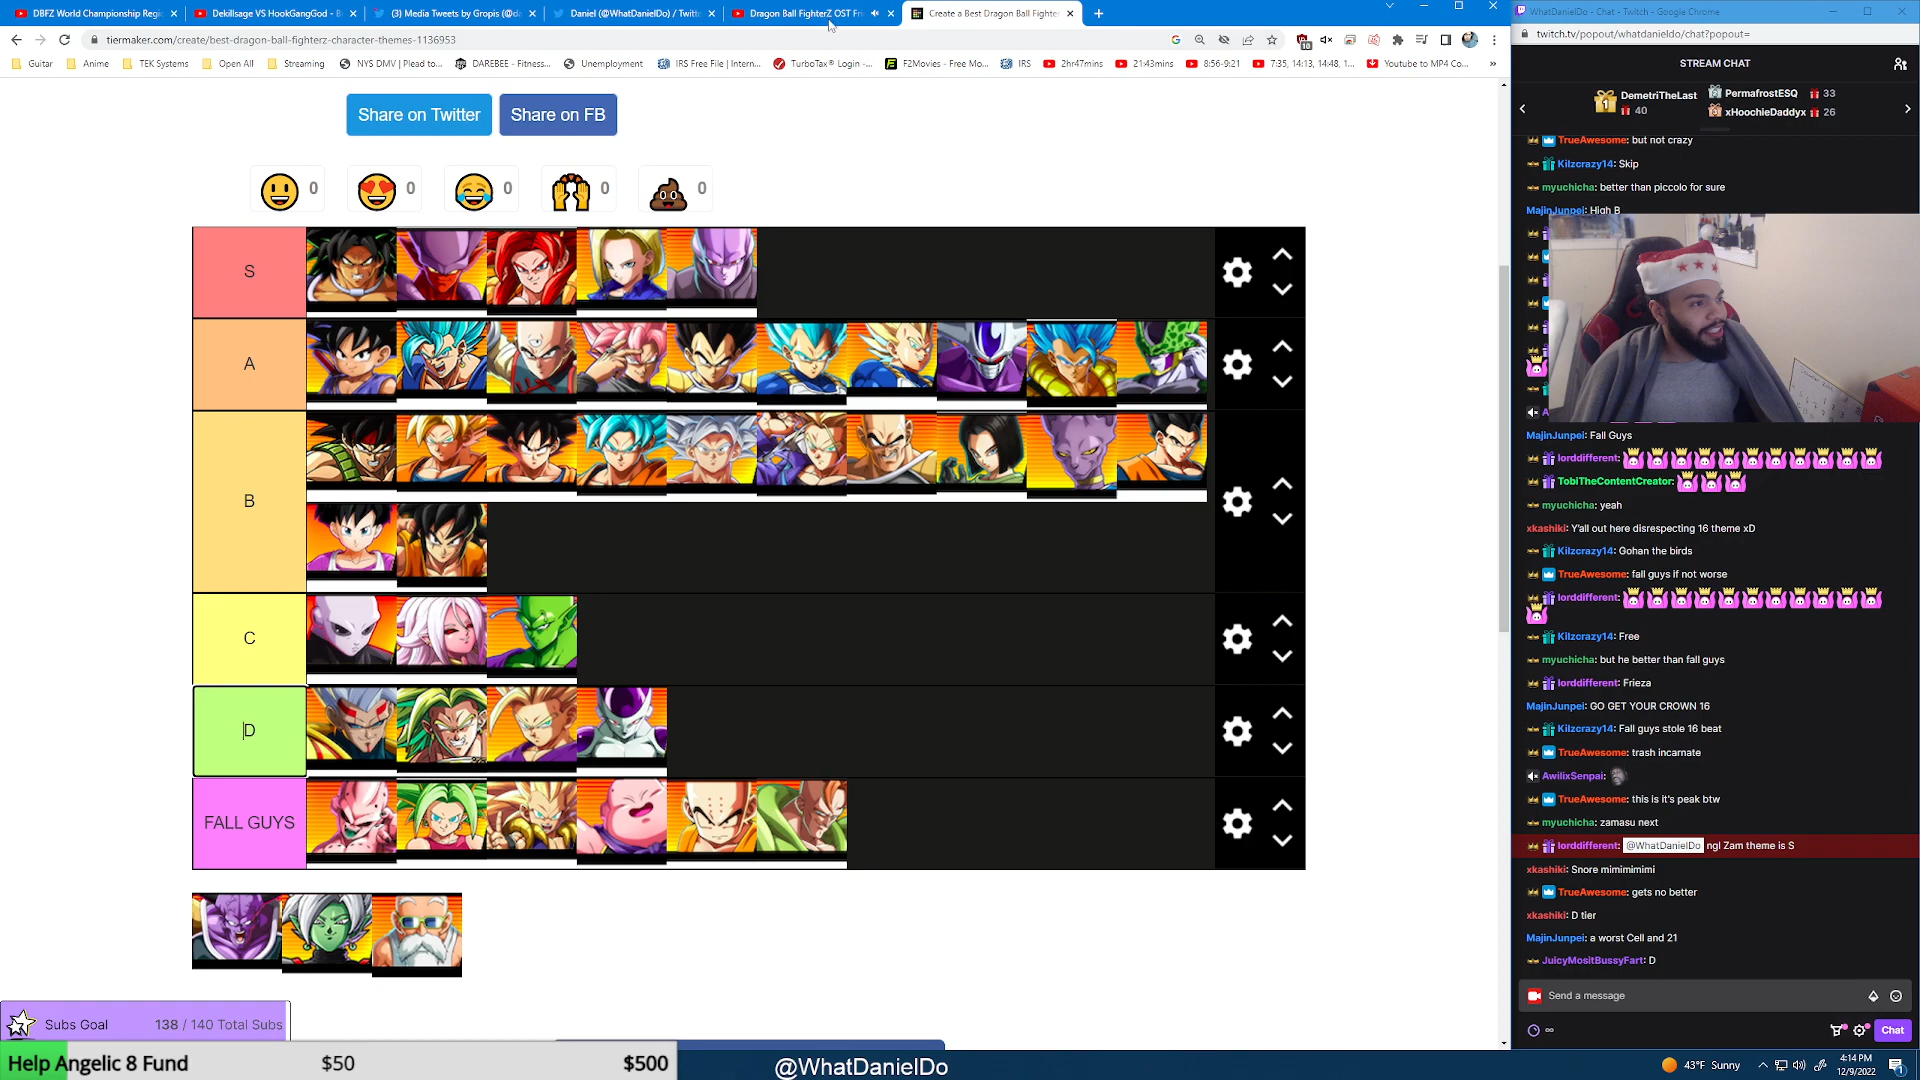 DBFZ World Championship Regi
Dekillsage VS HookGangGod - B
(3) Media Tweets by Gropis (@da
Daniel (@WhatDanielDo) / Twitt
Dragon Ball FighterZ OST Fri
Create a Best Dragon Ball Fighter
WhatDanielDo - Chat - Twitch - Google Chrome
tiermaker.com/create/best-dragon-ball-fighterz-character-themes-1136953
twitch.tv/popout/whatdanieldo/chat?popout=
Guitar
Anime
TEK Systems
Open All
Streaming
NYS DMV | Plead to...
DAREBEE - Fitness...
Unemployment
IRS Free File | Intern...
TurboTax® Login -...
F2Movies - Free Mo...
IRS
2hr47mins
21:43mins
8:56-9:21
7:35, 14:13, 14:48, 1...
Youtube to MP4 Co...
STREAM CHAT
Share on Twitter
Share on FB
DemetriTheLast
40
PermafrostESQ 33
xHoochieDaddyx 26
0
0
0
0
0
S
A
B
C
D
FALL GUYS
TrueAwesome: but not crazy
Kilzcrazy14: Skip
myuchicha: better than piccolo for sure
MajinJunpei: High B
MajinJunpei: Fall Guys
lorddifferent:
TobiTheContentCreator:
myuchicha: yeah
xkashiki: Y'all out here disrespecting 16 theme xD
Kilzcrazy14: Gohan the birds
TrueAwesome: fall guys if not worse
lorddifferent:
Kilzcrazy14: Free
myuchicha: but he better than fall guys
lorddifferent: Frieza
MajinJunpei: GO GET YOUR CROWN 16
Kilzcrazy14: Fall guys stole 16 beat
TrueAwesome: trash incarnate
AwilixSenpai:
TrueAwesome: this is it's peak btw
myuchicha: zamasu next
lorddifferent: @WhatDanielDo ngl Zam theme is S
xkashiki: Snore mimimimimi
TrueAwesome: gets no better
xkashiki: D tier
MajinJunpei: a worst Cell and 21
JuicyMositBussyFart: D
Send a message
Chat
Subs Goal 138 / 140 Total Subs
Help Angelic 8 Fund $50 $500
@WhatDanielDo
43°F Sunny
4:14 PM
12/9/2022